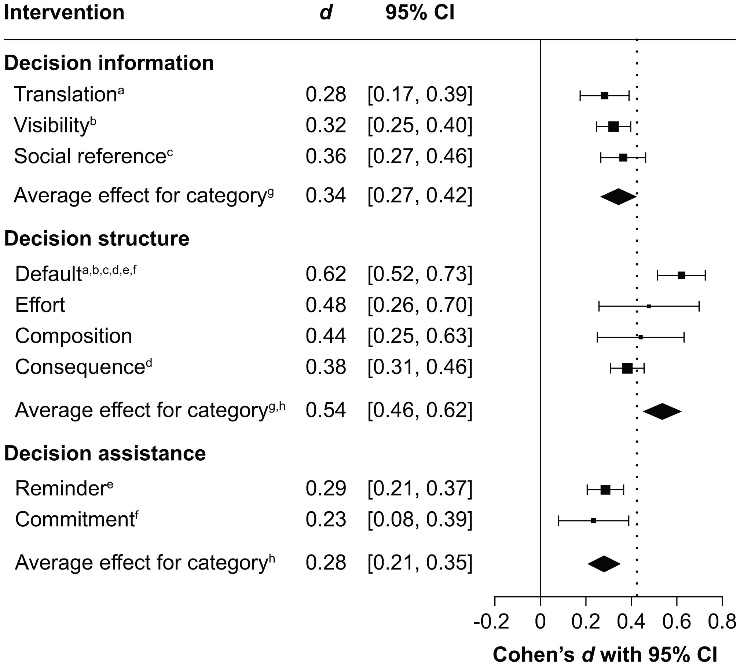 Intervention d 95% CI
Decision information
Translationᵃ 0.28 [0.17, 0.39]
Visibilityᵇ 0.32 [0.25, 0.40]
Social referenceᶜ 0.36 [0.27, 0.46]
Average effect for categoryᵍ 0.34 [0.27, 0.42]
Decision structure
Defaultᵃ,ᵇ,ᶜ,ᵈ,ᵉ,ᶠ 0.62 [0.52, 0.73]
Effort 0.48 [0.26, 0.70]
Composition 0.44 [0.25, 0.63]
Consequenceᵈ 0.38 [0.31, 0.46]
Average effect for categoryᵍ,ʰ 0.54 [0.46, 0.62]
Decision assistance
Reminderᵉ 0.29 [0.21, 0.37]
Commitmentᶠ 0.23 [0.08, 0.39]
Average effect for categoryʰ 0.28 [0.21, 0.35]
-0.2 0 0.2 0.4 0.6 0.8
Cohen's d with 95% CI